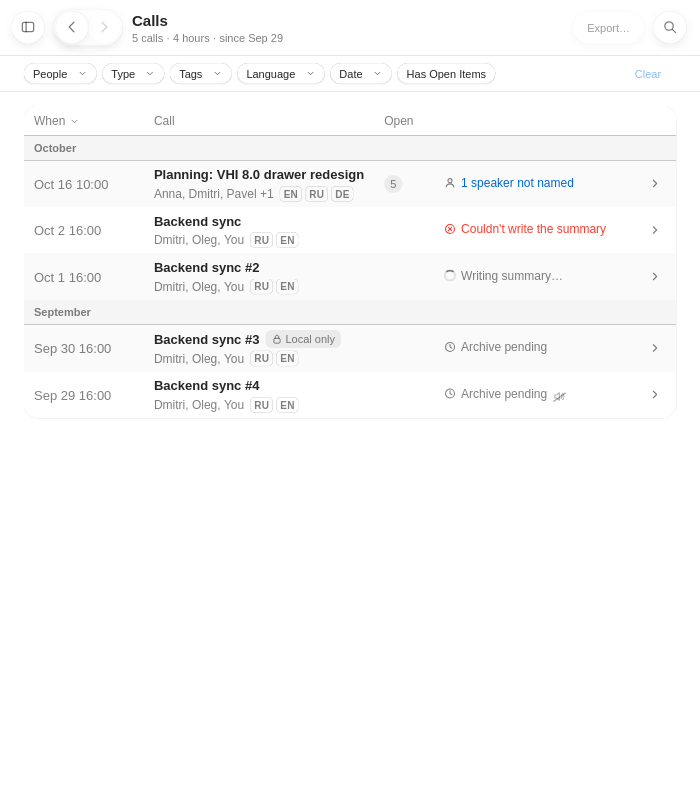 Calls
5 calls · 4 hours · since Sep 29
Export…
People
Type
Tags
Language
Date
Has Open Items
Clear
When
Call
Open
October
Oct 16 10:00
Planning: VHI 8.0 drawer redesign
Anna, Dmitri, Pavel +1 EN RU DE
5
1 speaker not named
Oct 2 16:00
Backend sync
Dmitri, Oleg, You RU EN
Couldn't write the summary
Oct 1 16:00
Backend sync #2
Dmitri, Oleg, You RU EN
Writing summary…
September
Sep 30 16:00
Backend sync #3 Local only
Dmitri, Oleg, You RU EN
Archive pending
Sep 29 16:00
Backend sync #4
Dmitri, Oleg, You RU EN
Archive pending